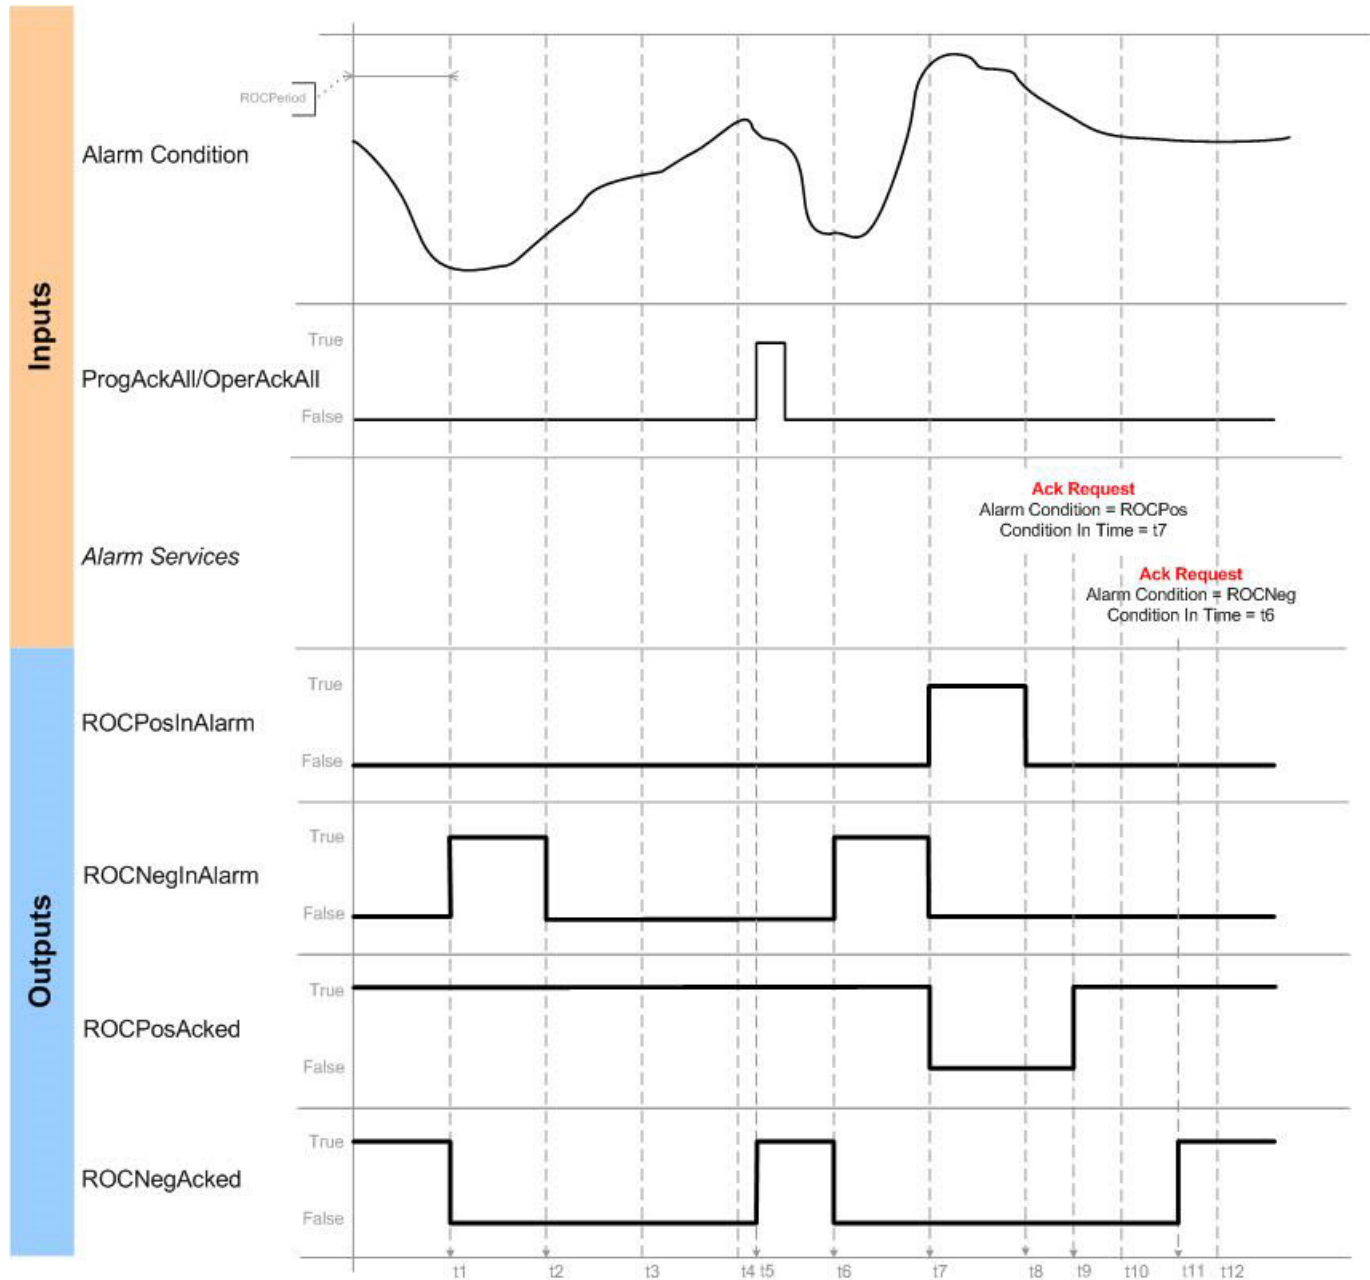 Inputs
ROCPeriod
Alarm Condition
True
ProgAckAll/OperAckAll
False
Ack Request
Alarm Condition = ROCPos
Condition In Time = t7
Alarm Services
Ack Request
Alarm Condition = ROCNeg
Condition In Time = t6
Outputs
True
ROCPosInAlarm
False
True
ROCNegInAlarm
False
True
ROCPosAcked
False
True
ROCNegAcked
False
t1 t2 t3 t4 t5 t6 t7 t8 t9 t10 t11 t12